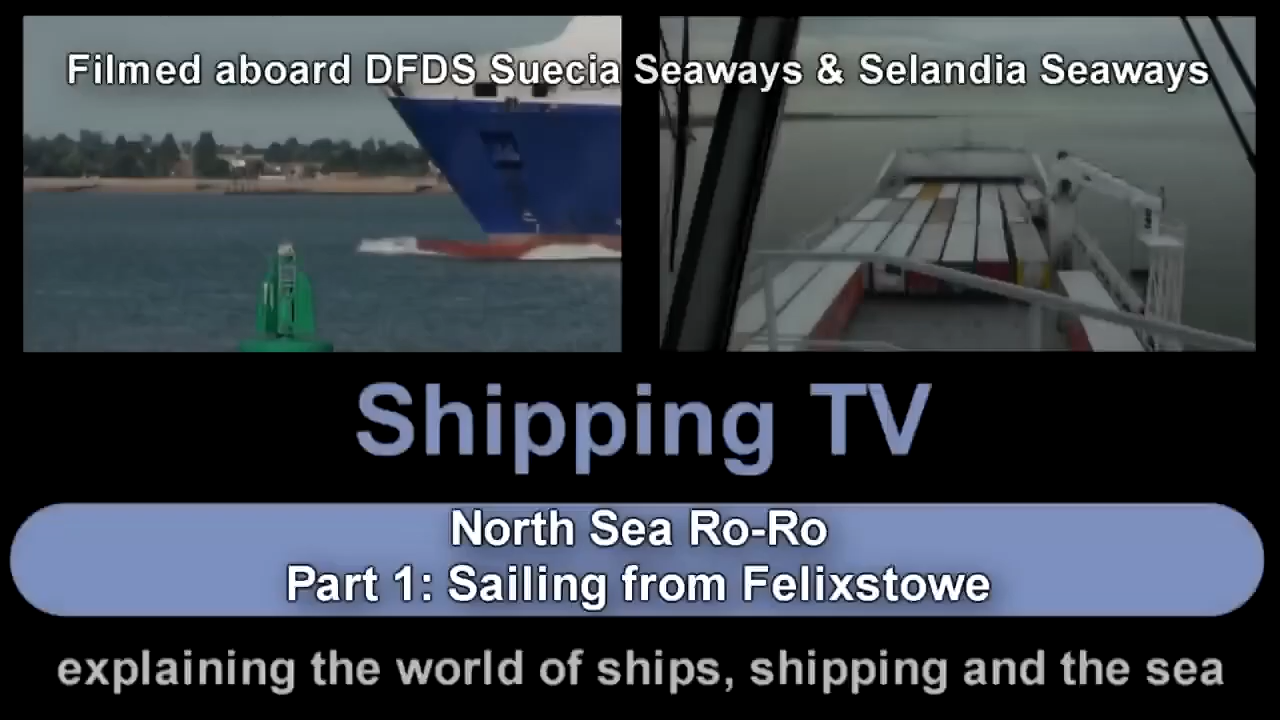 Filmed aboard DFDS Suecia Seaways & Selandia Seaways
Shipping TV
North Sea Ro-Ro
Part 1: Sailing from Felixstowe
explaining the world of ships, shipping and the sea